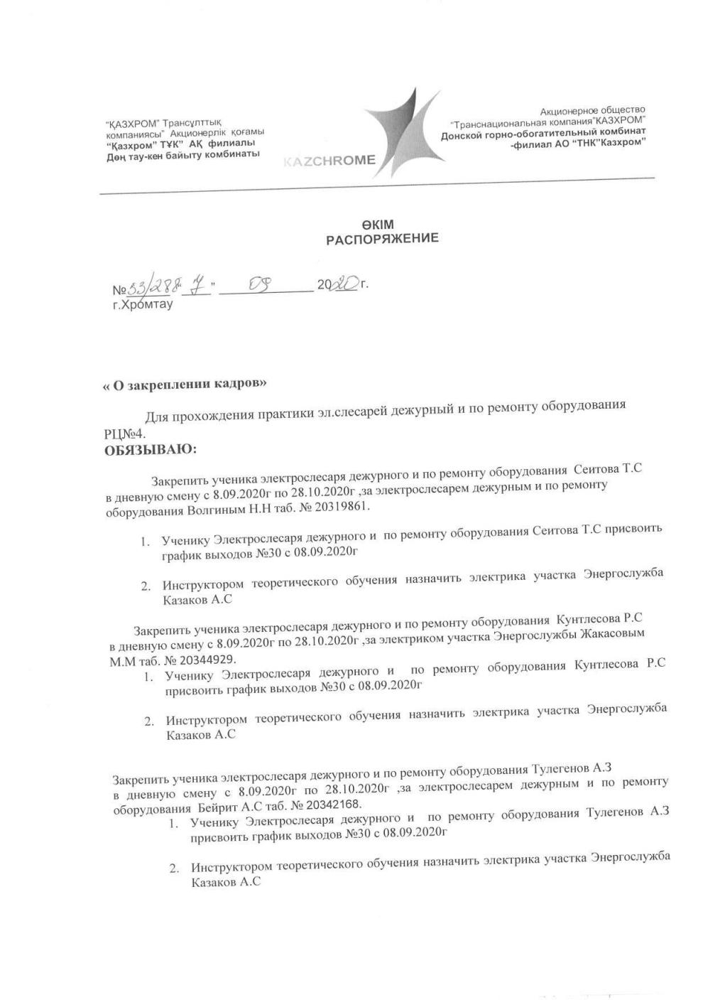 "ҚАЗХРОМ" Трансұлттық
компаниясы" Акционерлік қоғамы
"Қазхром" ТҰК" АҚ филиалы
Дөң тау-кен байыту комбинаты
KAZCHROME
Акционерное общество
"Транснациональная компания"КАЗХРОМ"
Донской горно-обогатительный комбинат
-филиал АО "ТНК"Казхром"
ӨКІМ
РАСПОРЯЖЕНИЕ
№53/288 " 7 " 09 2020 г.
г.Хромтау
« О закреплении кадров»
Для прохождения практики эл.слесарей дежурный и по ремонту оборудования
РЦ№4.
ОБЯЗЫВАЮ:
Закрепить ученика электрослесаря дежурного и по ремонту оборудования Сеитова Т.С
в дневную смену с 8.09.2020г по 28.10.2020г ,за электрослесарем дежурным и по ремонту
оборудования Волгиным Н.Н таб. № 20319861.
1. Ученику Электрослесаря дежурного и по ремонту оборудования Сеитова Т.С присвоить
график выходов №30 с 08.09.2020г
2. Инструктором теоретического обучения назначить электрика участка Энергослужба
Казаков А.С
Закрепить ученика электрослесаря дежурного и по ремонту оборудования Кунтлесова Р.С
в дневную смену с 8.09.2020г по 28.10.2020г ,за электриком участка Энергослужбы Жакасовым
М.М таб. № 20344929.
1. Ученику Электрослесаря дежурного и по ремонту оборудования Кунтлесова Р.С
присвоить график выходов №30 с 08.09.2020г
2. Инструктором теоретического обучения назначить электрика участка Энергослужба
Казаков А.С
Закрепить ученика электрослесаря дежурного и по ремонту оборудования Тулегенов А.З
в дневную смену с 8.09.2020г по 28.10.2020г ,за электрослесарем дежурным и по ремонту
оборудования Бейрит А.С таб. № 20342168.
1. Ученику Электрослесаря дежурного и по ремонту оборудования Тулегенов А.З
присвоить график выходов №30 с 08.09.2020г
2. Инструктором теоретического обучения назначить электрика участка Энергослужба
Казаков А.С